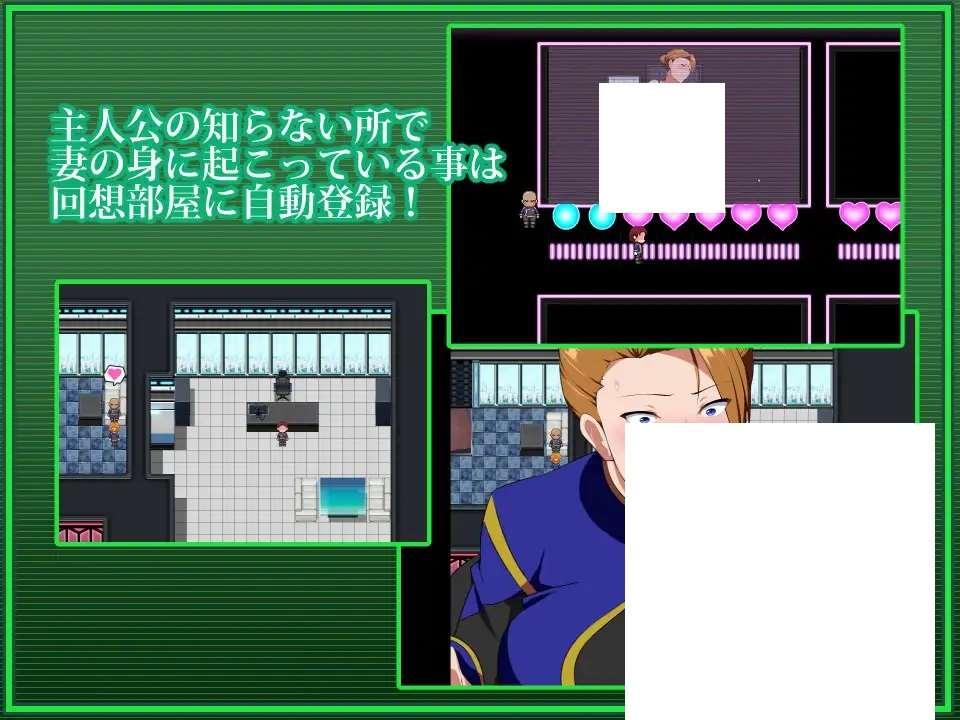 主人公の知らない所で
妻の身に起こっている事は
回想部屋に自動登録！